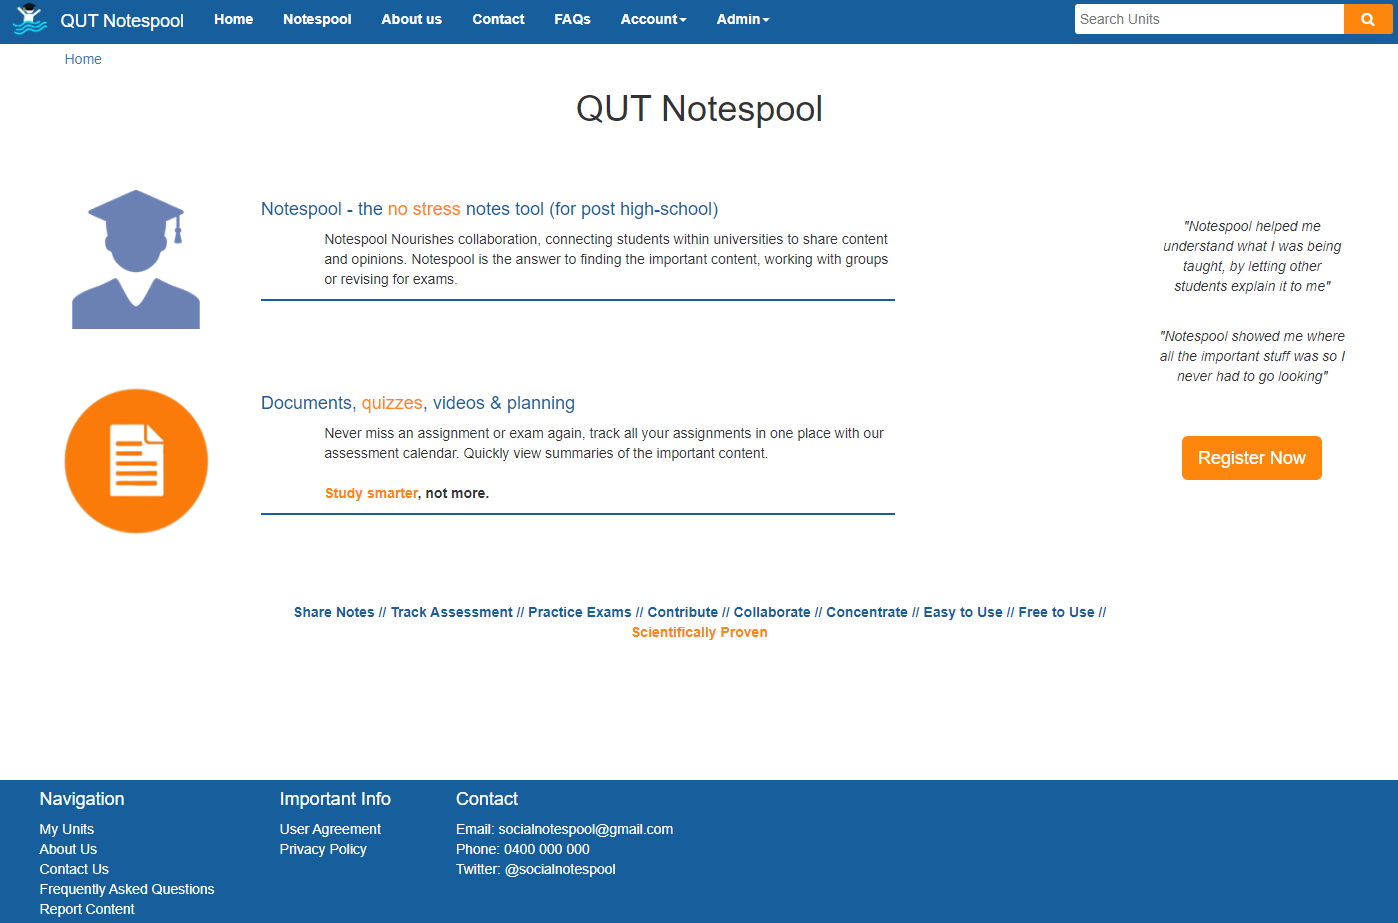 QUT Notespool Home Notespool About us Contact FAQs Account Admin Search Units
Home
QUT Notespool
Notespool - the no stress notes tool (for post high-school)
Notespool Nourishes collaboration, connecting students within universities to share content
and opinions. Notespool is the answer to finding the important content, working with groups
or revising for exams.
Documents, quizzes, videos & planning
Never miss an assignment or exam again, track all your assignments in one place with our
assessment calendar. Quickly view summaries of the important content.
Study smarter, not more.
"Notespool helped me
understand what I was being
taught, by letting other
students explain it to me"
"Notespool showed me where
all the important stuff was so I
never had to go looking"
Register Now
Share Notes // Track Assessment // Practice Exams // Contribute // Collaborate // Concentrate // Easy to Use // Free to Use //
Scientifically Proven
Navigation
My Units
About Us
Contact Us
Frequently Asked Questions
Report Content
Important Info
User Agreement
Privacy Policy
Contact
Email: socialnotespool@gmail.com
Phone: 0400 000 000
Twitter: @socialnotespool